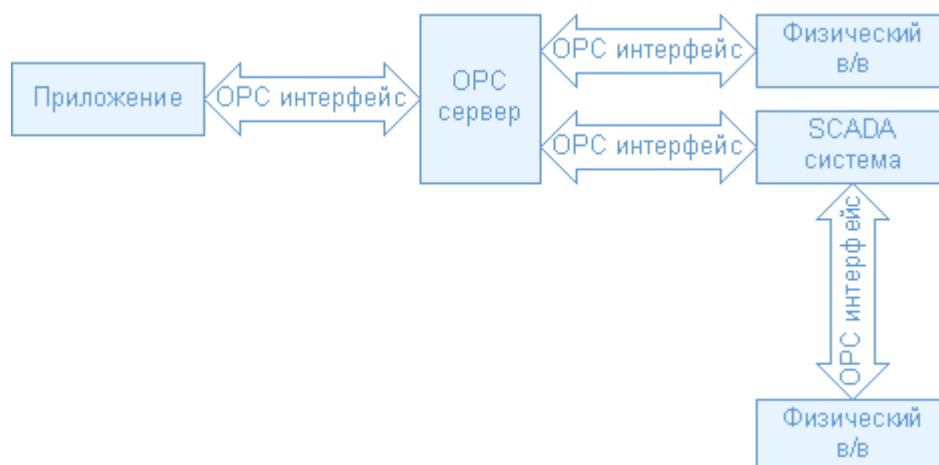 Приложение
OPC интерфейс
OPC
сервер
OPC интерфейс
Физический
в/в
OPC интерфейс
SCADA
система
OPC интерфейс
Физический
в/в